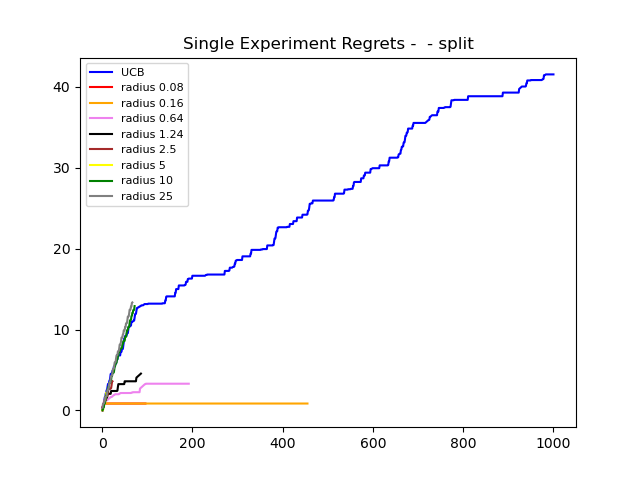 Single Experiment Regrets -  - split
UCB
radius 0.08
radius 0.16
radius 0.64
radius 1.24
radius 2.5
radius 5
radius 10
radius 25
40
30
20
10
0
0 200 400 600 800 1000